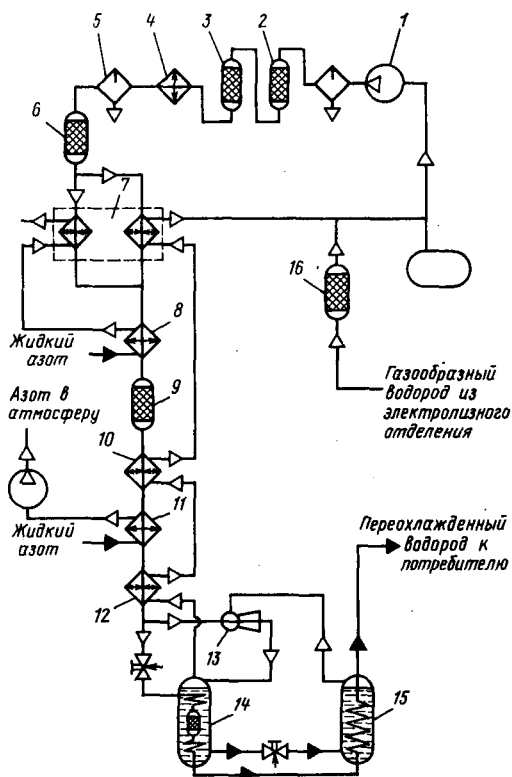 5
4
3
2
1
6
7
16
8
Жидкий
азот
Газообразный
водород из
электролизного
отделения
9
Азот в
атмосферу
10
11
Жидкий
азот
Переохлажденный
водород к
потребителю
12
13
14
15